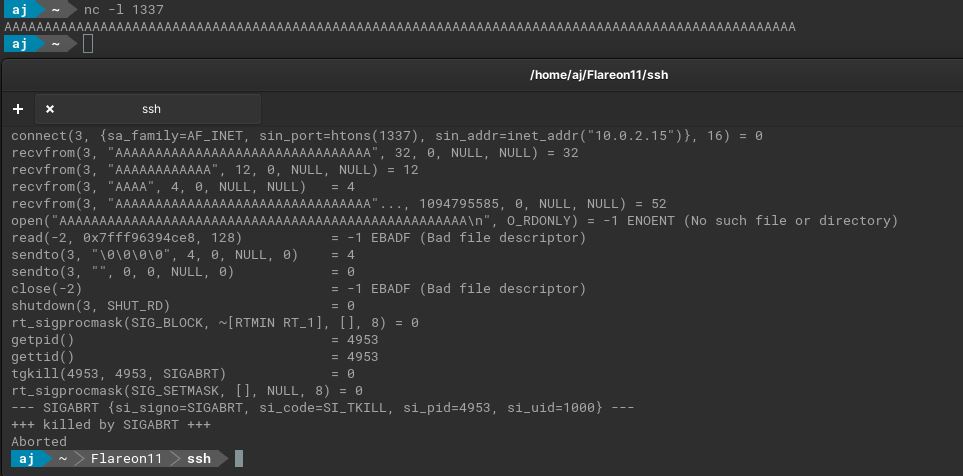 aj ~ nc -l 1337
AAAAAAAAAAAAAAAAAAAAAAAAAAAAAAAAAAAAAAAAAAAAAAAAAAAAAAAAAAAAAAAAAAAAAAAAAAAAAAAAAAAAAAAAAAAAAAAAAAA
aj ~
/home/aj/Flareon11/ssh
+ × ssh
connect(3, {sa_family=AF_INET, sin_port=htons(1337), sin_addr=inet_addr("10.0.2.15")}, 16) = 0
recvfrom(3, "AAAAAAAAAAAAAAAAAAAAAAAAAAAAAAAA", 32, 0, NULL, NULL) = 32
recvfrom(3, "AAAAAAAAAAAA", 12, 0, NULL, NULL) = 12
recvfrom(3, "AAAA", 4, 0, NULL, NULL)   = 4
recvfrom(3, "AAAAAAAAAAAAAAAAAAAAAAAAAAAAAAAA"..., 1094795585, 0, NULL, NULL) = 52
open("AAAAAAAAAAAAAAAAAAAAAAAAAAAAAAAAAAAAAAAAAAAAAAAAAAA\n", O_RDONLY) = -1 ENOENT (No such file or directory)
read(-2, 0x7fff96394ce8, 128)           = -1 EBADF (Bad file descriptor)
sendto(3, "\0\0\0\0", 4, 0, NULL, 0)    = 4
sendto(3, "", 0, 0, NULL, 0)            = 0
close(-2)                               = -1 EBADF (Bad file descriptor)
shutdown(3, SHUT_RD)                    = 0
rt_sigprocmask(SIG_BLOCK, ~[RTMIN RT_1], [], 8) = 0
getpid()                                = 4953
gettid()                                = 4953
tgkill(4953, 4953, SIGABRT)             = 0
rt_sigprocmask(SIG_SETMASK, [], NULL, 8) = 0
--- SIGABRT {si_signo=SIGABRT, si_code=SI_TKILL, si_pid=4953, si_uid=1000} ---
+++ killed by SIGABRT +++
Aborted
aj ~ Flareon11 ssh